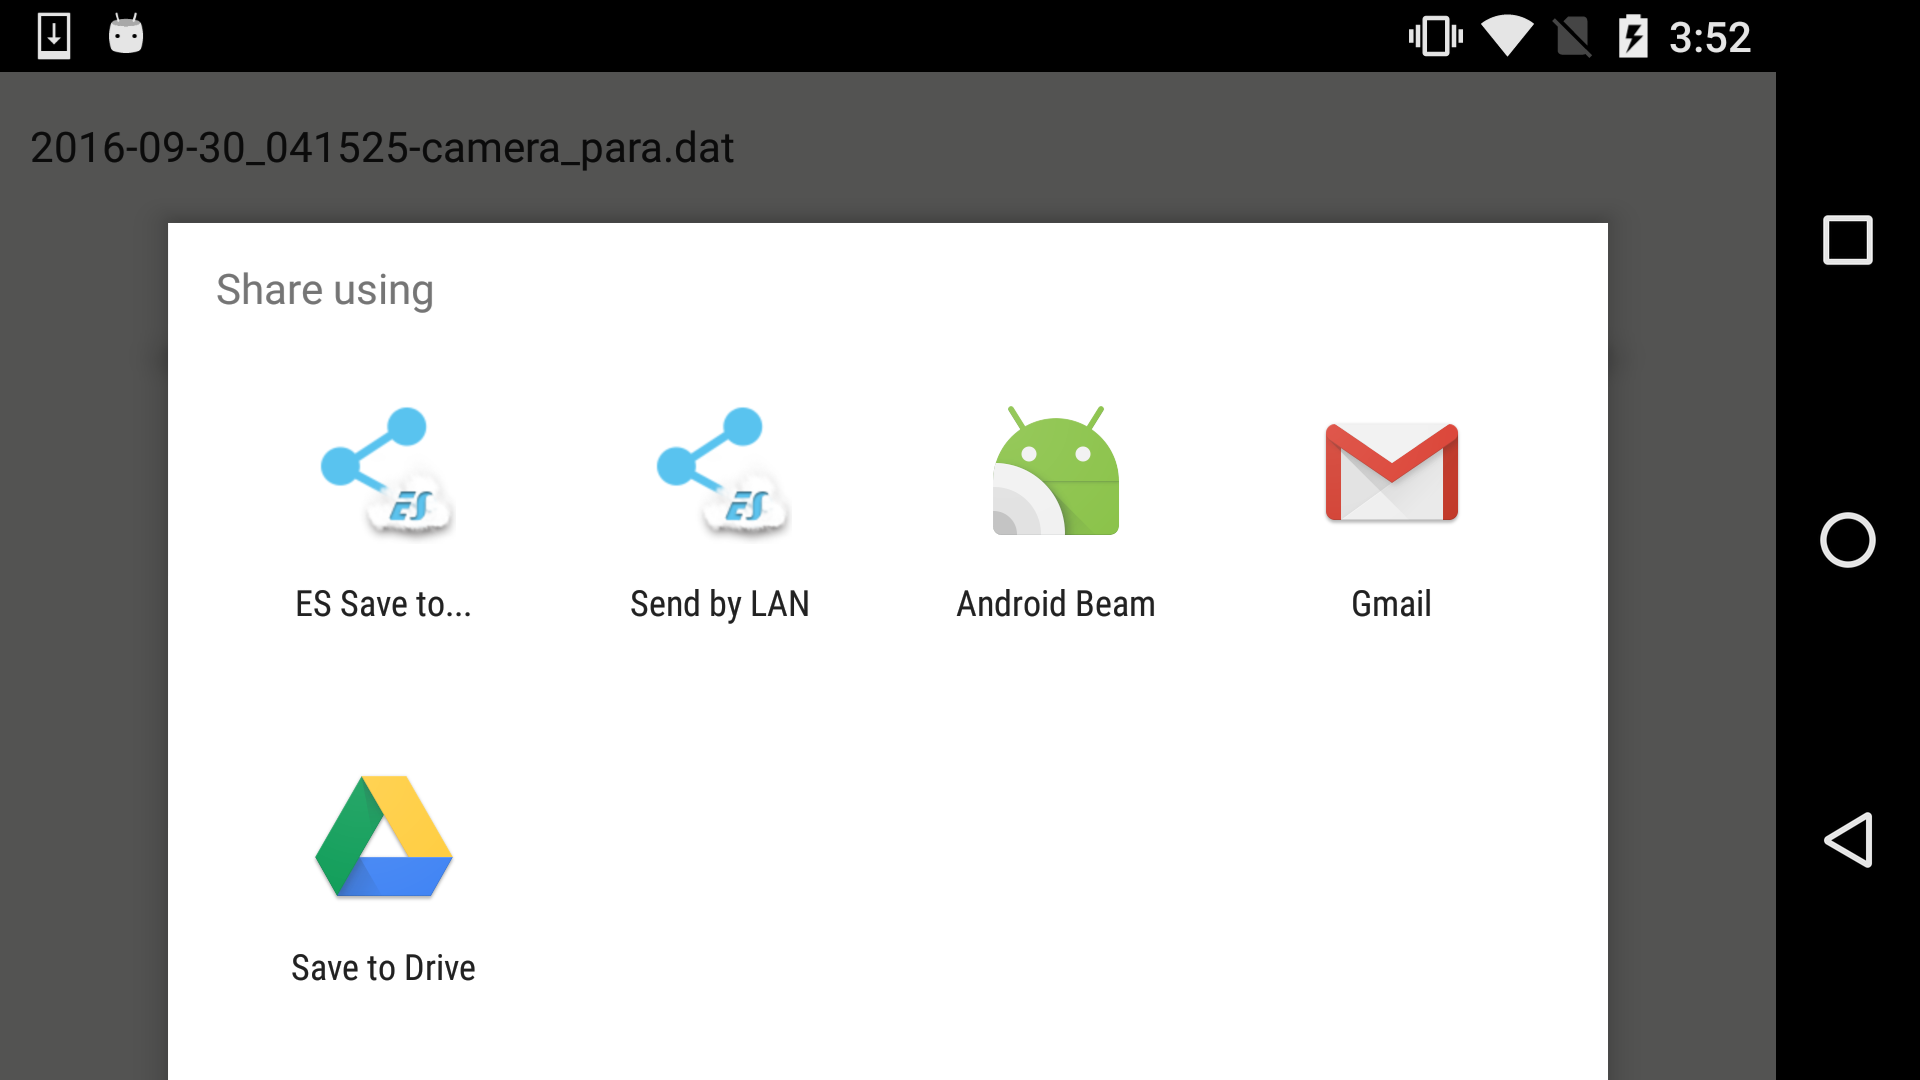 3:52
2016-09-30_041525-camera_para.dat
Share using
ES
ES
ES Save to...
Send by LAN
Android Beam
Gmail
Save to Drive